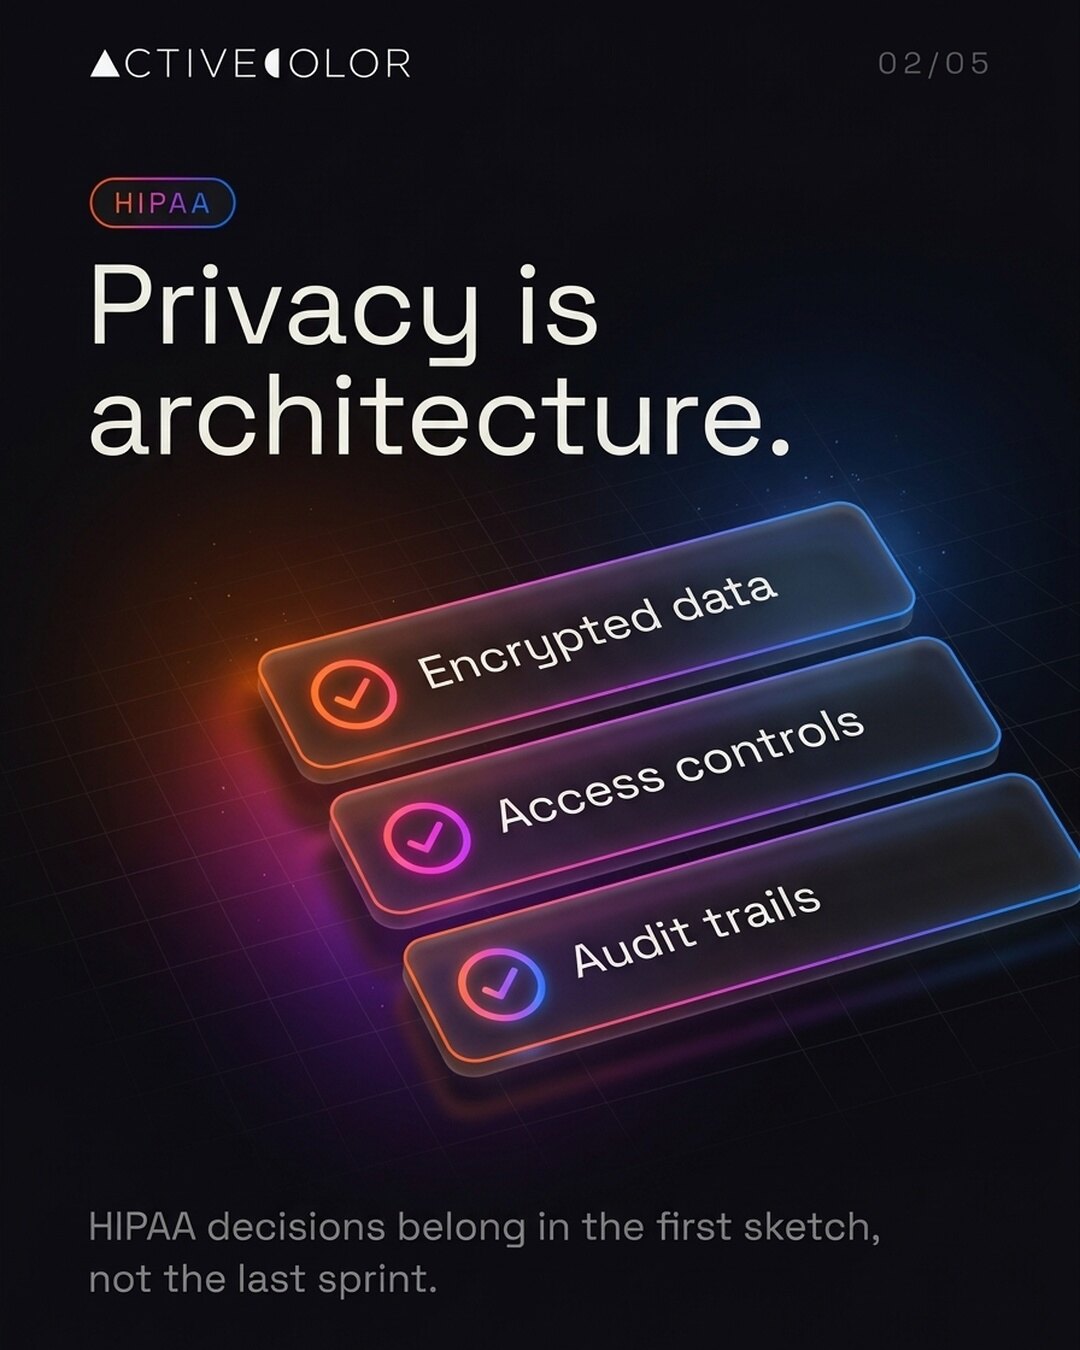 ACTIVECOLOR
02/05
HIPAA
Privacy is
architecture.
Encrypted data
Access controls
Audit trails
HIPAA decisions belong in the first sketch,
not the last sprint.